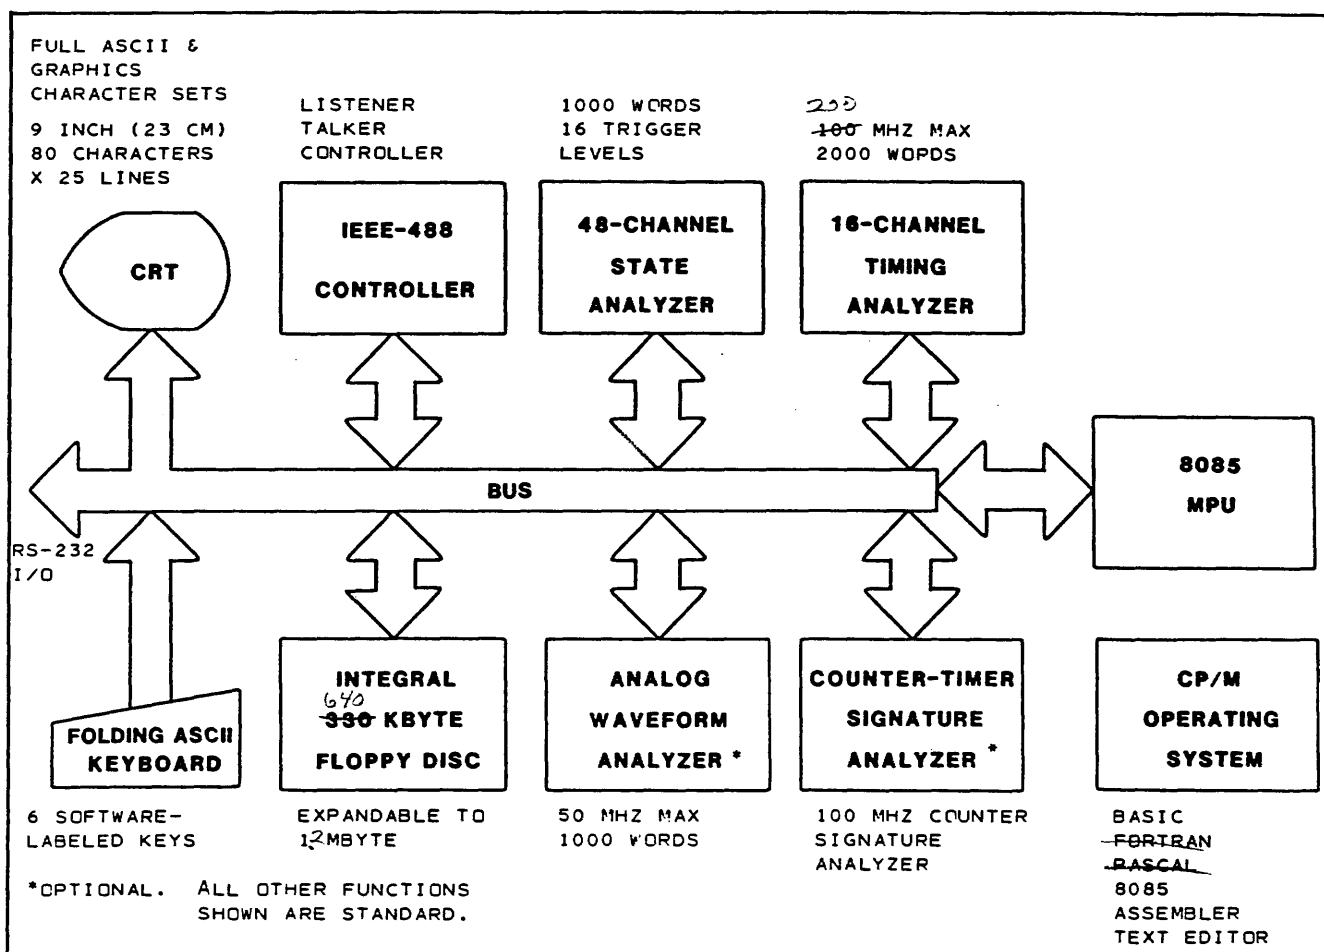 FULL ASCII &
GRAPHICS
CHARACTER SETS
9 INCH (23 CM)
80 CHARACTERS
X 25 LINES
LISTENER
TALKER
CONTROLLER
1000 WORDS
16 TRIGGER
LEVELS
200
100 MHZ MAX
2000 WOPDS
CRT
IEEE-488
CONTROLLER
48-CHANNEL
STATE
ANALYZER
16-CHANNEL
TIMING
ANALYZER
BUS
8085
MPU
RS-232
I/O
FOLDING ASCII
KEYBOARD
INTEGRAL
640
330 KBYTE
FLOPPY DISC
ANALOG
WAVEFORM
ANALYZER *
COUNTER-TIMER
SIGNATURE
ANALYZER *
CP/M
OPERATING
SYSTEM
6 SOFTWARE-
LABELED KEYS
EXPANDABLE TO
1.2MBYTE
50 MHZ MAX
1000 WORDS
100 MHZ COUNTER
SIGNATURE
ANALYZER
BASIC
FORTRAN
PASCAL
8085
ASSEMBLER
TEXT EDITOR
*OPTIONAL. ALL OTHER FUNCTIONS
SHOWN ARE STANDARD.